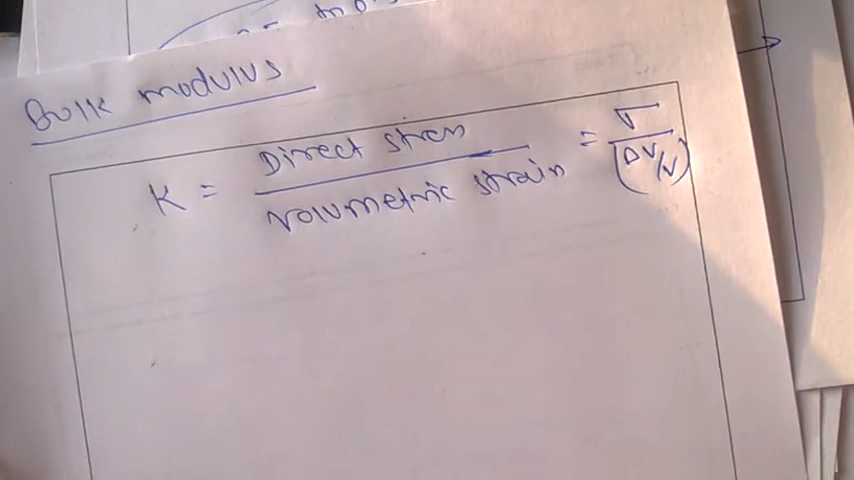 Bulk modulus
K = Direct stress / Volumetric strain = σ / (ΔV/V)